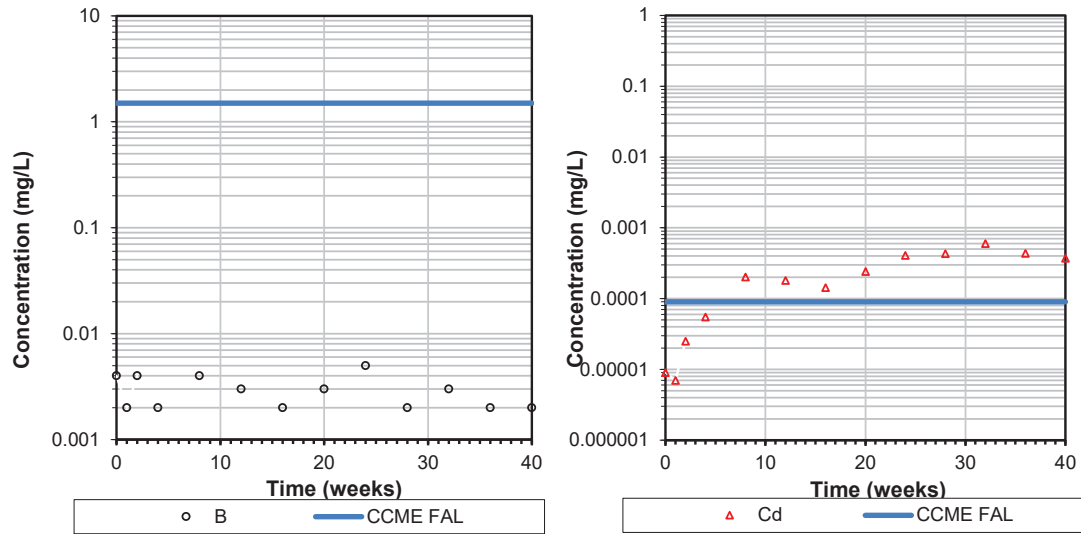 10
1
0.1
0.01
0.001
Concentration (mg/L)
0 10 20 30 40
Time (weeks)
B CCME FAL
1
0.1
0.01
0.001
0.0001
0.00001
0.000001
Concentration (mg/L)
0 10 20 30 40
Time (weeks)
Cd CCME FAL